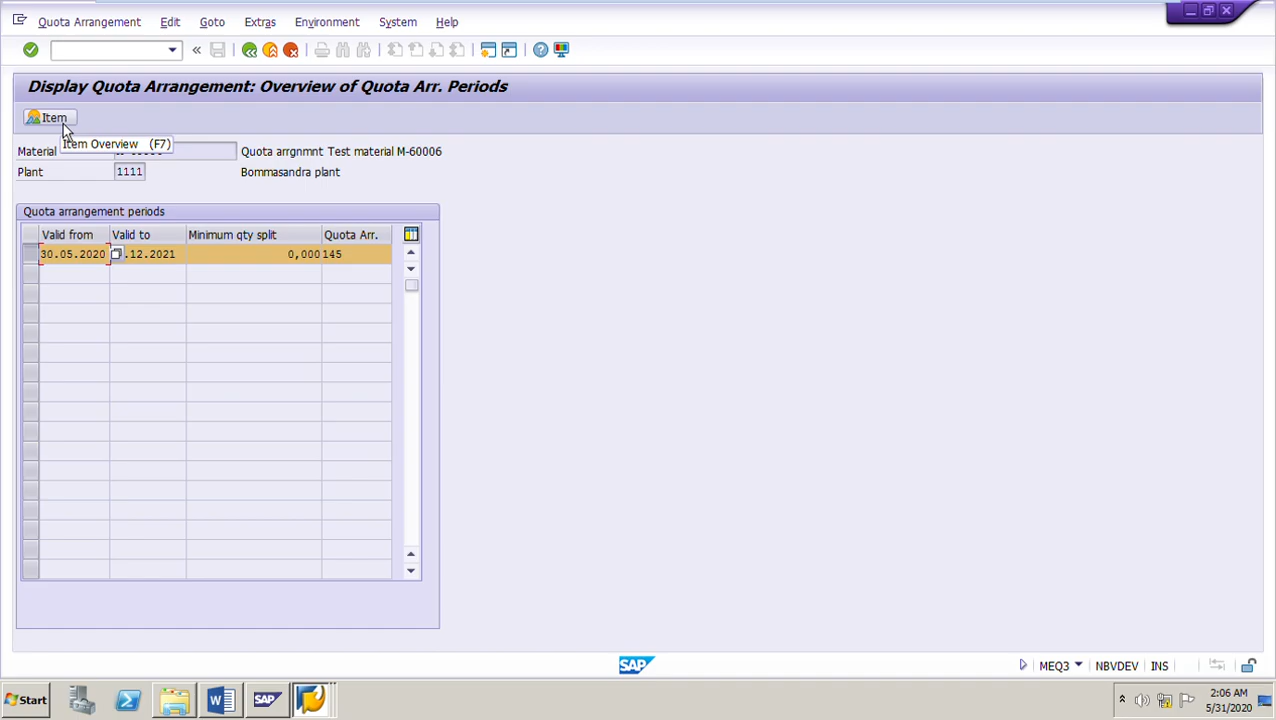 Quota Arrangement Edit Goto Extras Environment System Help
Display Quota Arrangement: Overview of Quota Arr. Periods
Item
Item Overview (F7)
Material Quota arrgnmnt Test material M-60006
Plant 1111 Bommasandra plant
Quota arrangement periods
Valid from Valid to Minimum qty split Quota Arr.
30.05.2020 .12.2021 0,000 145
SAP MEQ3 NBVDEV INS
Start SAP 2:06 AM
5/31/2020